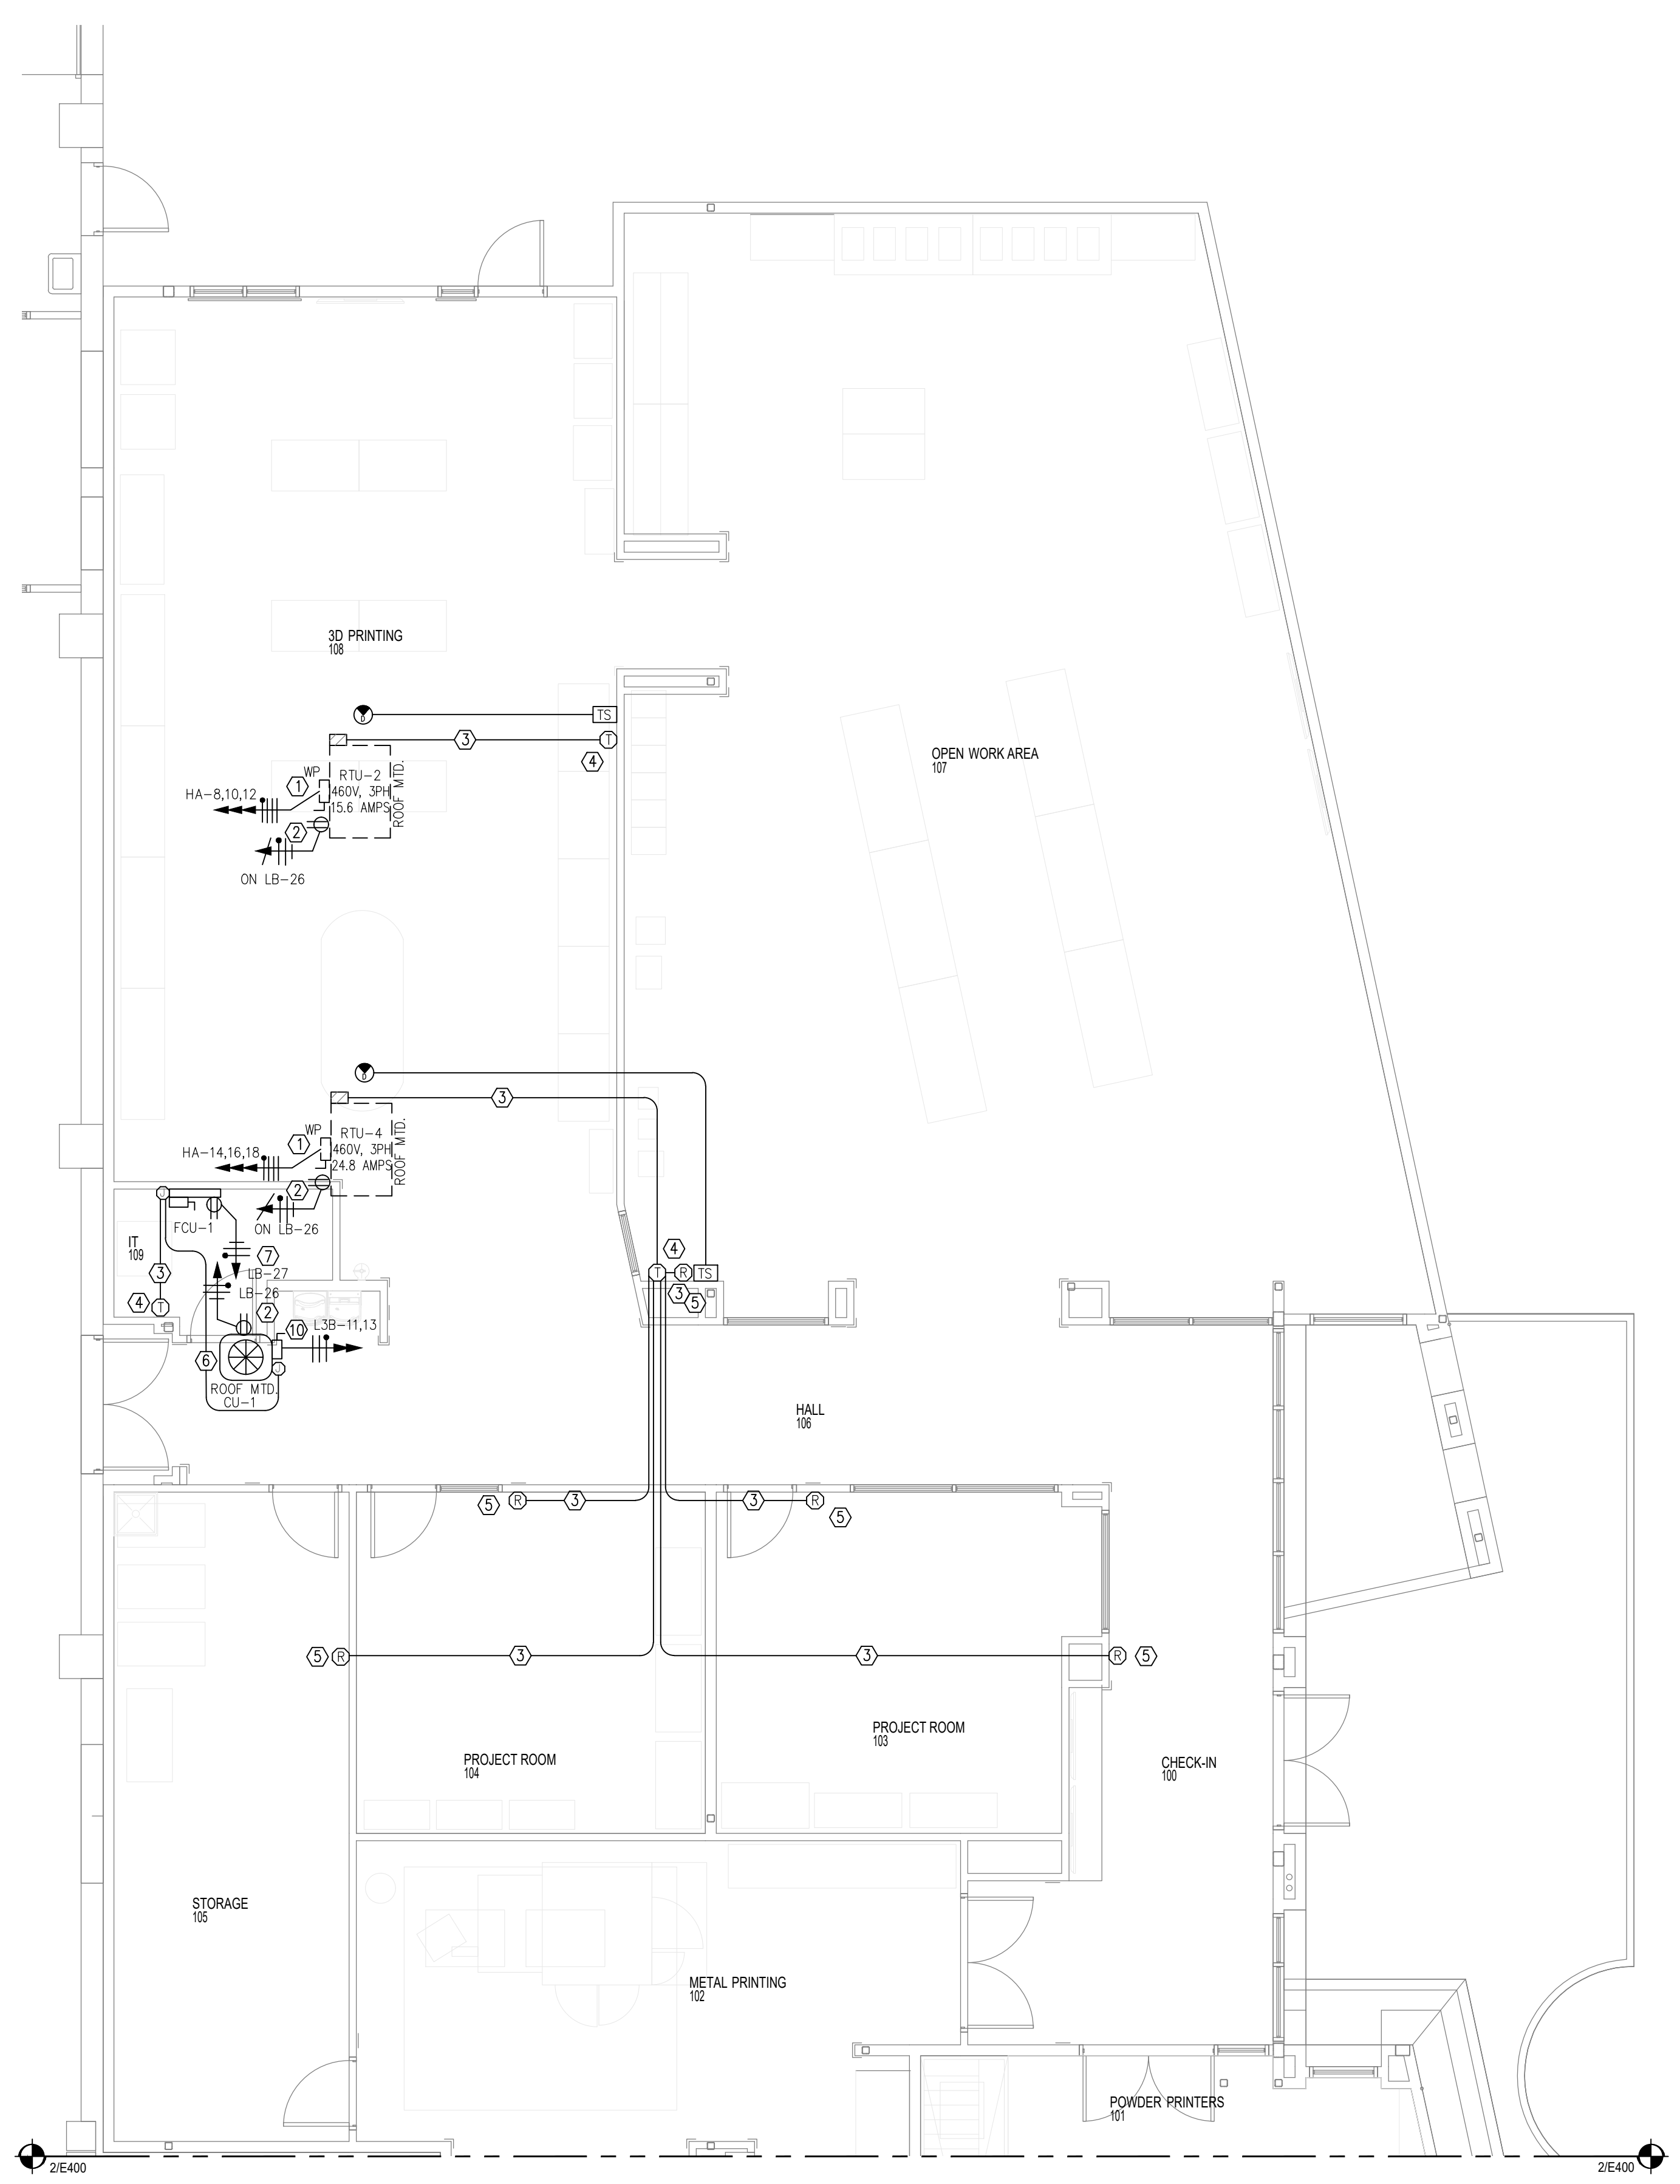 3D PRINTING
108
D
TS
3
T
4
WP
1
RTU-2
460V, 3PH
15.6 AMPS
ROOF MTD.
HA-8,10,12
2
ON LB-26
OPEN WORK AREA
107
D
3
WP
1
RTU-4
460V, 3PH
24.8 AMPS
ROOF MTD.
HA-14,16,18
2
ON LB-26
J
FCU-1
IT
109
7
LB-27
LB-26
3
4
T
2
10
L3B-11,13
6
J
ROOF MTD.
CU-1
4
T
R
TS
3
5
HALL
106
5
R
3
3
R
5
5
R
3
3
R
5
PROJECT ROOM
103
PROJECT ROOM
104
CHECK-IN
100
STORAGE
105
METAL PRINTING
102
POWDER PRINTERS
101
2/E400
2/E400